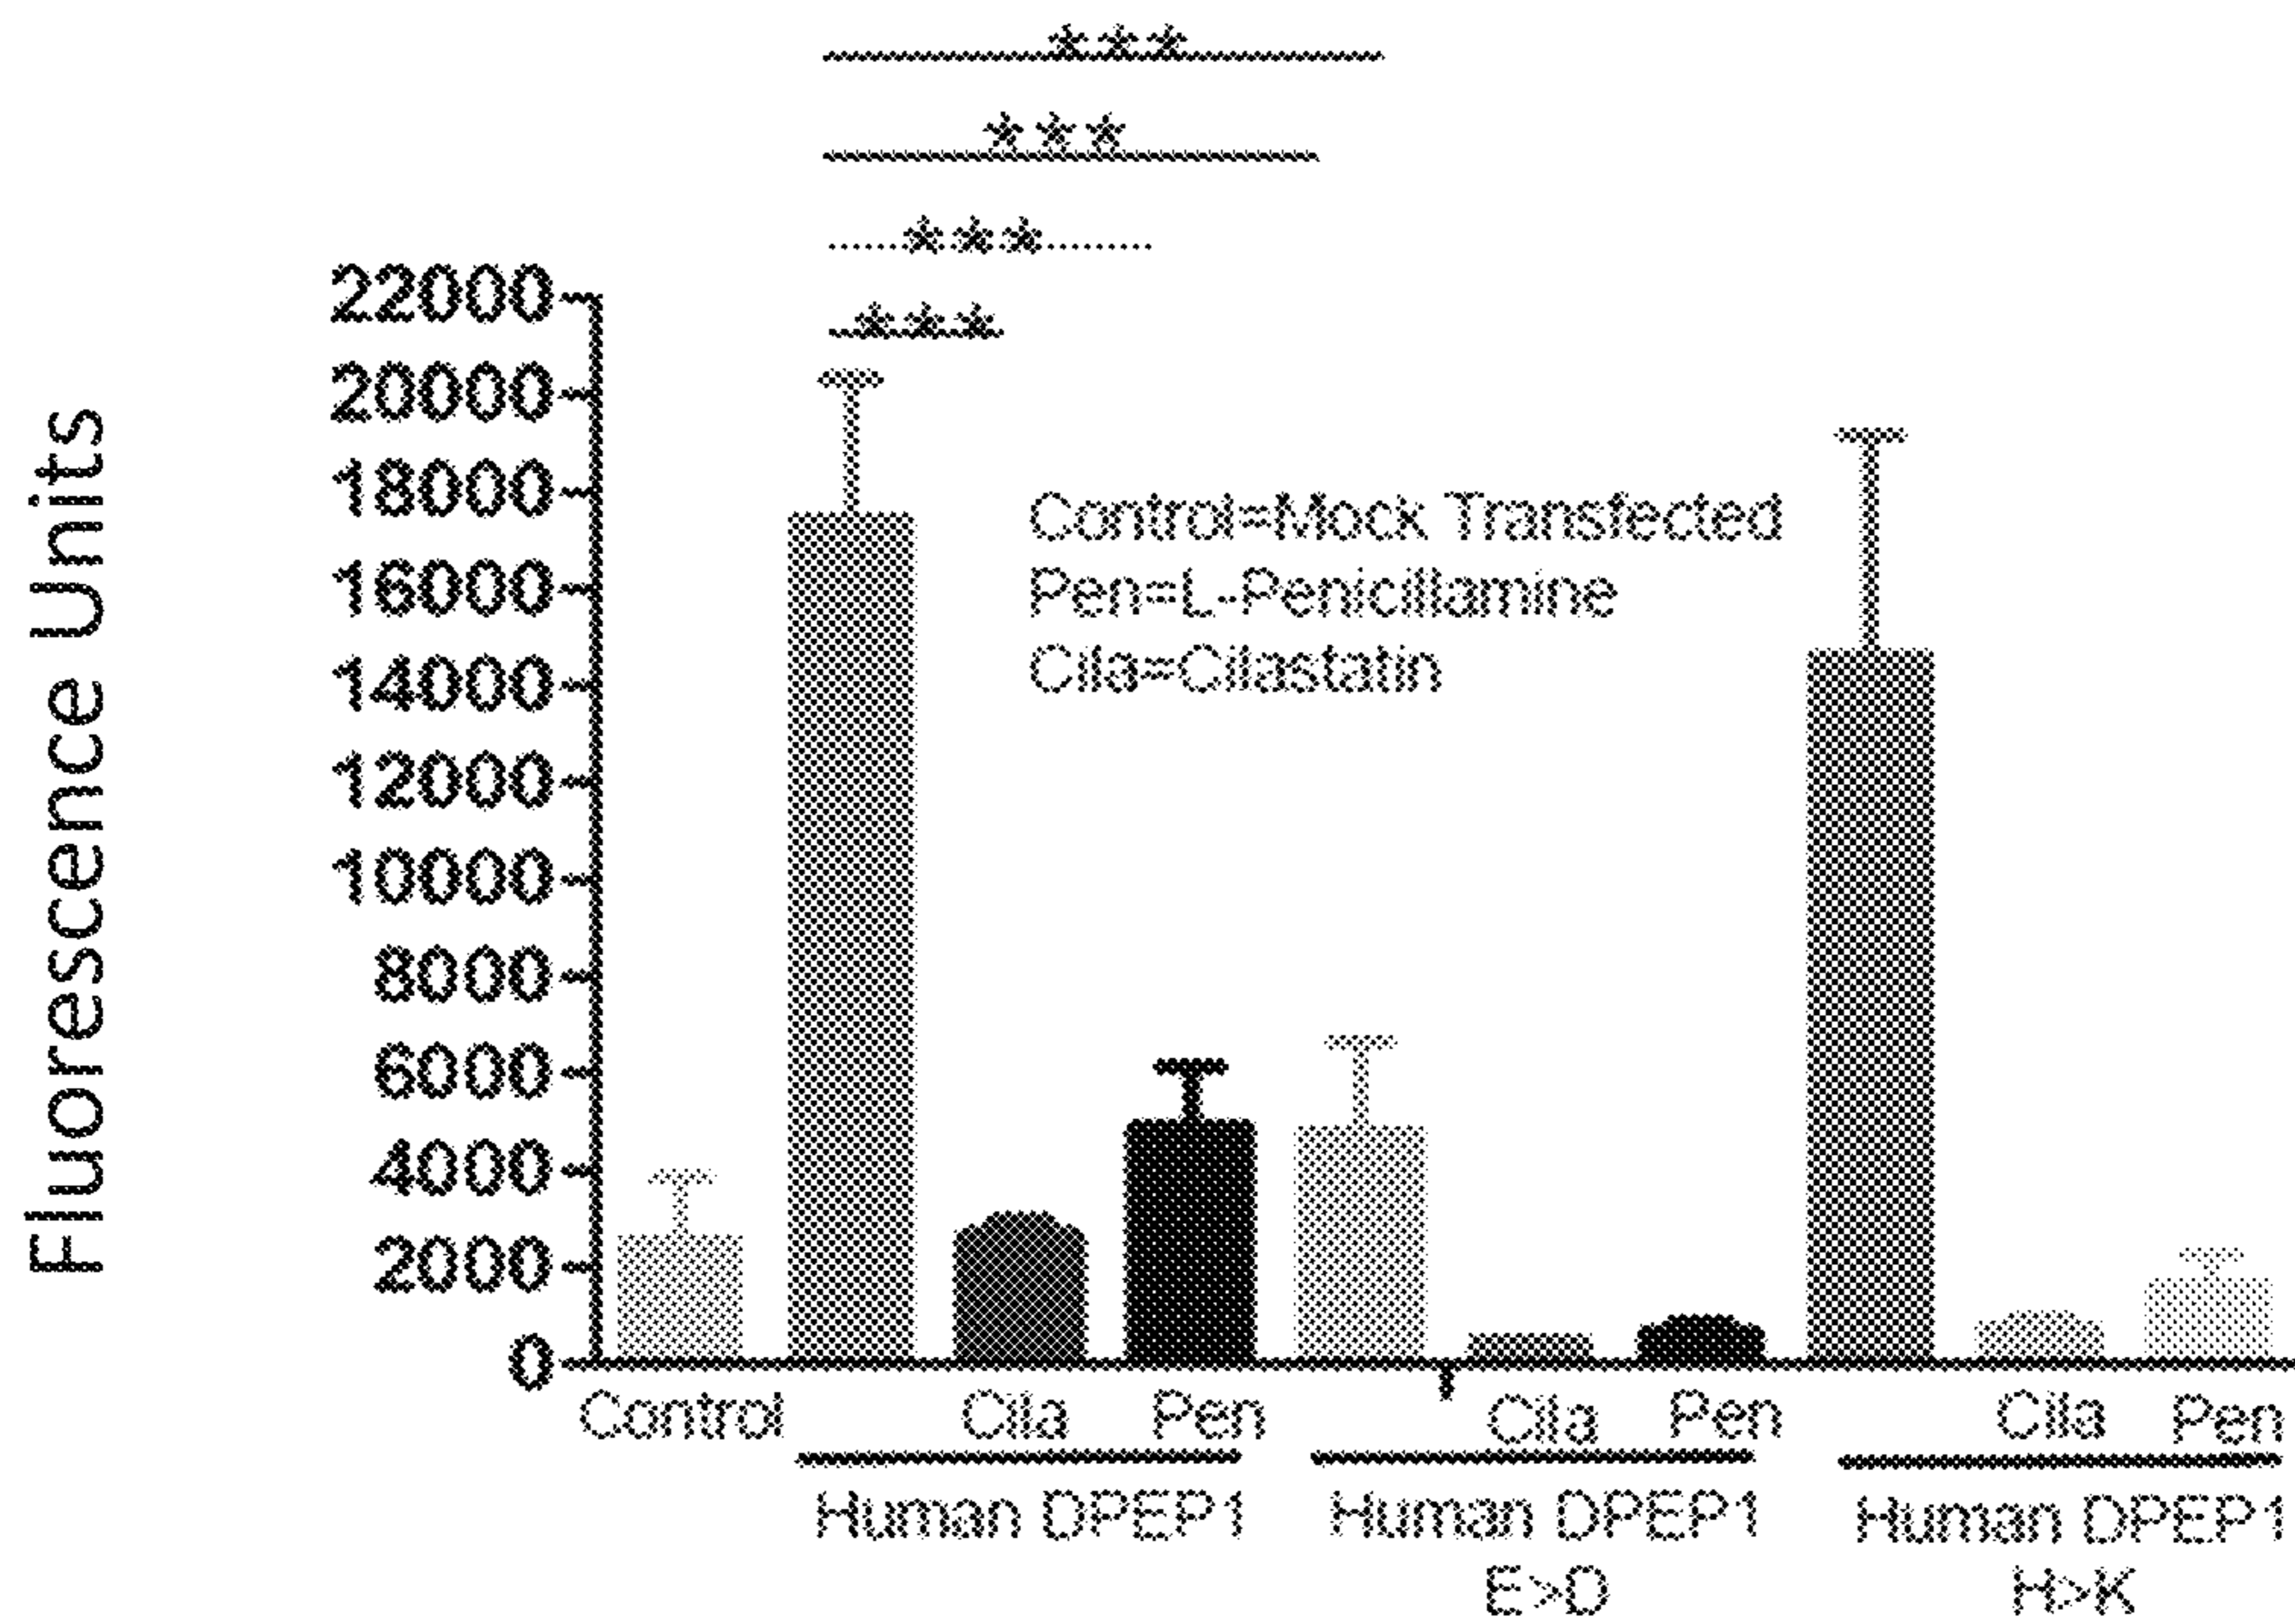 ***
***
***
***
Fluorescence Units
22000
20000
18000
16000
14000
12000
10000
8000
6000
4000
2000
0
Control=Mock Transfected
Pen=L-Penicillamine
Cila=Cilastatin
Control Cila Pen Cila Pen Cila Pen
Human DPEP1 Human DPEP1 Human DPEP1
E>D H>K